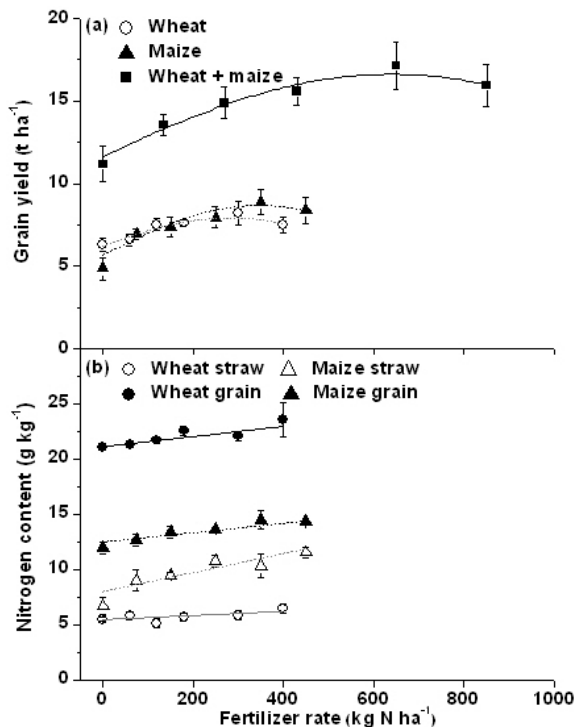 (a)
Wheat
Maize
Wheat + maize
Grain yield (t ha⁻¹)
20
15
10
5
0
(b)
Wheat straw Maize straw
Wheat grain Maize grain
Nitrogen content (g kg⁻¹)
25
20
15
10
5
0
0 200 400 600 800 1000
Fertilizer rate (kg N ha⁻¹)